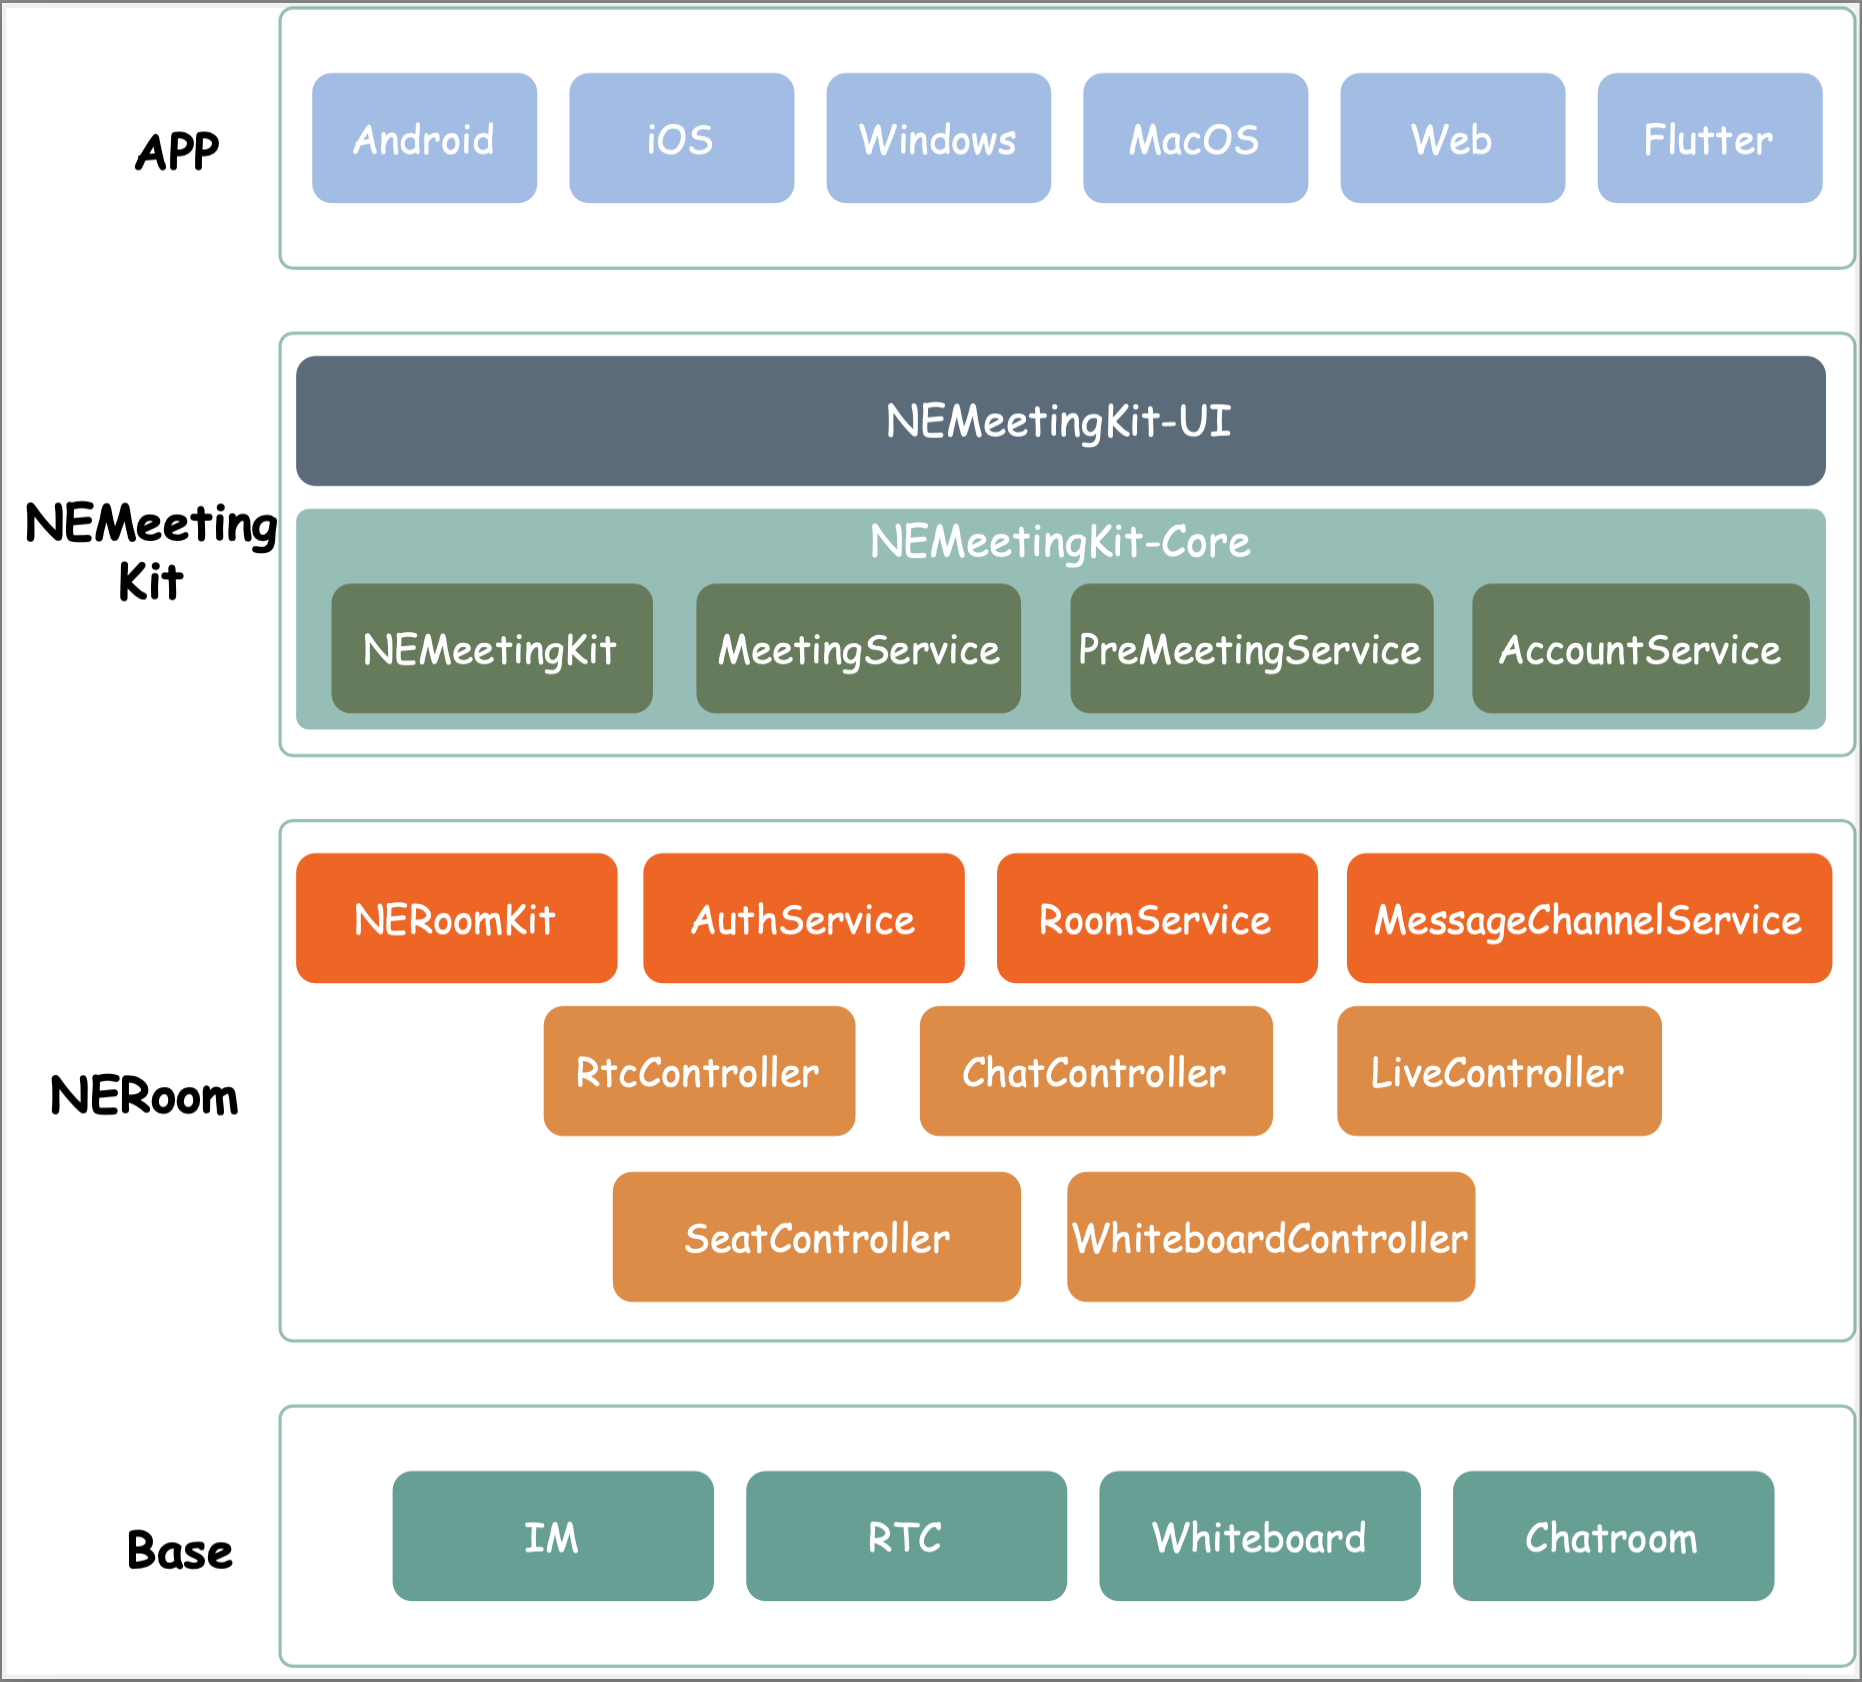 APP
Android
iOS
Windows
MacOS
Web
Flutter
NEMeeting
Kit
NEMeetingKit-UI
NEMeetingKit-Core
NEMeetingKit
MeetingService
PreMeetingService
AccountService
NERoom
NERoomKit
AuthService
RoomService
MessageChannelService
RtcController
ChatController
LiveController
SeatController
WhiteboardController
Base
IM
RTC
Whiteboard
Chatroom